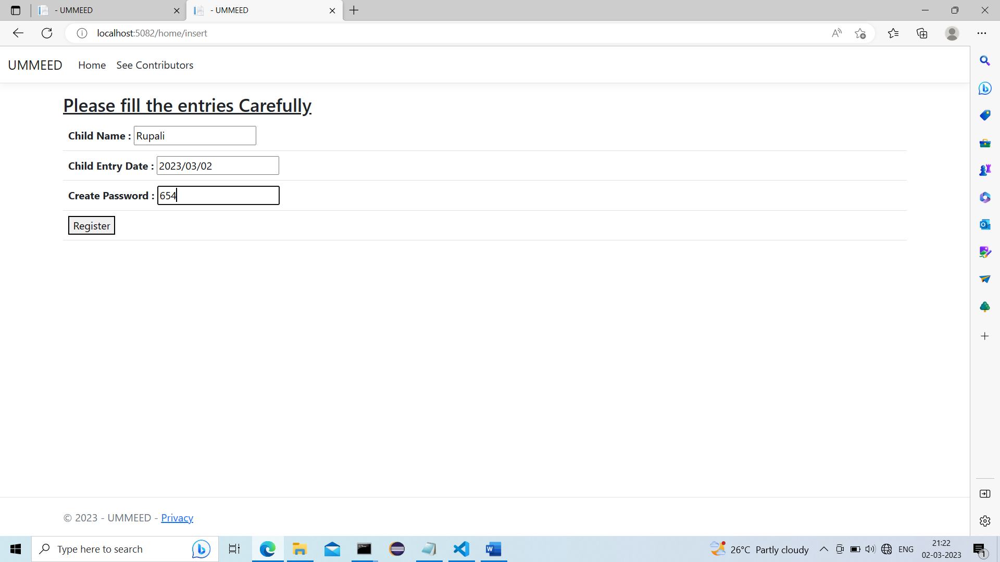 - UMMEED
- UMMEED
localhost:5082/home/insert
UMMEED Home See Contributors
Please fill the entries Carefully
Child Name : Rupali
Child Entry Date : 2023/03/02
Create Password : 654
Register
© 2023 - UMMEED - Privacy
Type here to search
26°C Partly cloudy
ENG
21:22
02-03-2023
1